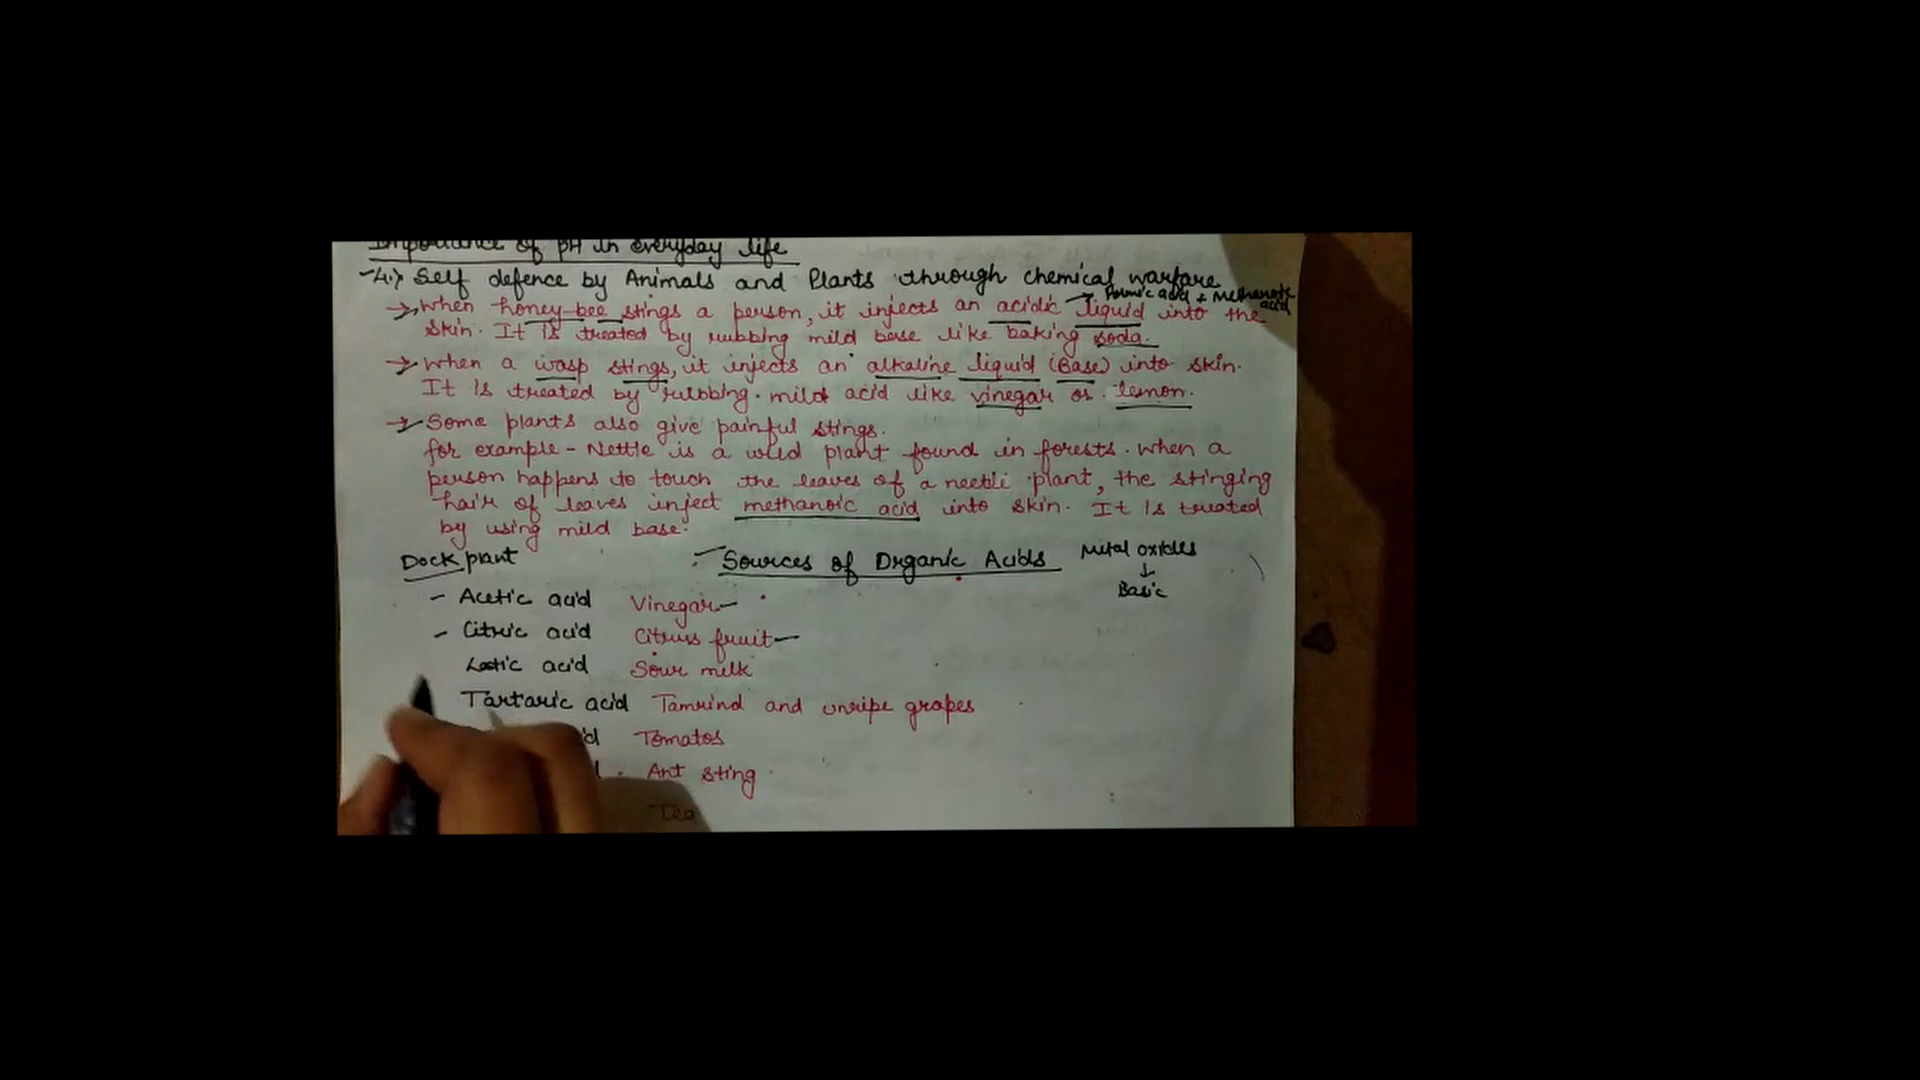 Importance of pH in everyday life
4.) Self defence by Animals and Plants through chemical warfare
Formic acid + Methanoic acid
→ When honey-bee stings a person, it injects an acidic liquid into the
skin. It is treated by rubbing mild base like baking soda.
→ When a wasp stings, it injects an alkaline liquid (Base) into skin.
It is treated by rubbing mild acid like vinegar or lemon.
→ Some plants also give painful stings.
for example - Nettle is a wild plant found in forests. When a
person happens to touch the leaves of a neetle plant, the stinging
hair of leaves inject methanoic acid into skin. It is treated
by using mild base.
Dock plant
Sources of Organic Acids
Metal oxides
↓
Basic
- Acetic acid Vinegar
- Citric acid Citrus fruit
Lactic acid Sour milk
Tartaric acid Tamrind and unripe grapes
Tomatos
Ant sting
Tea